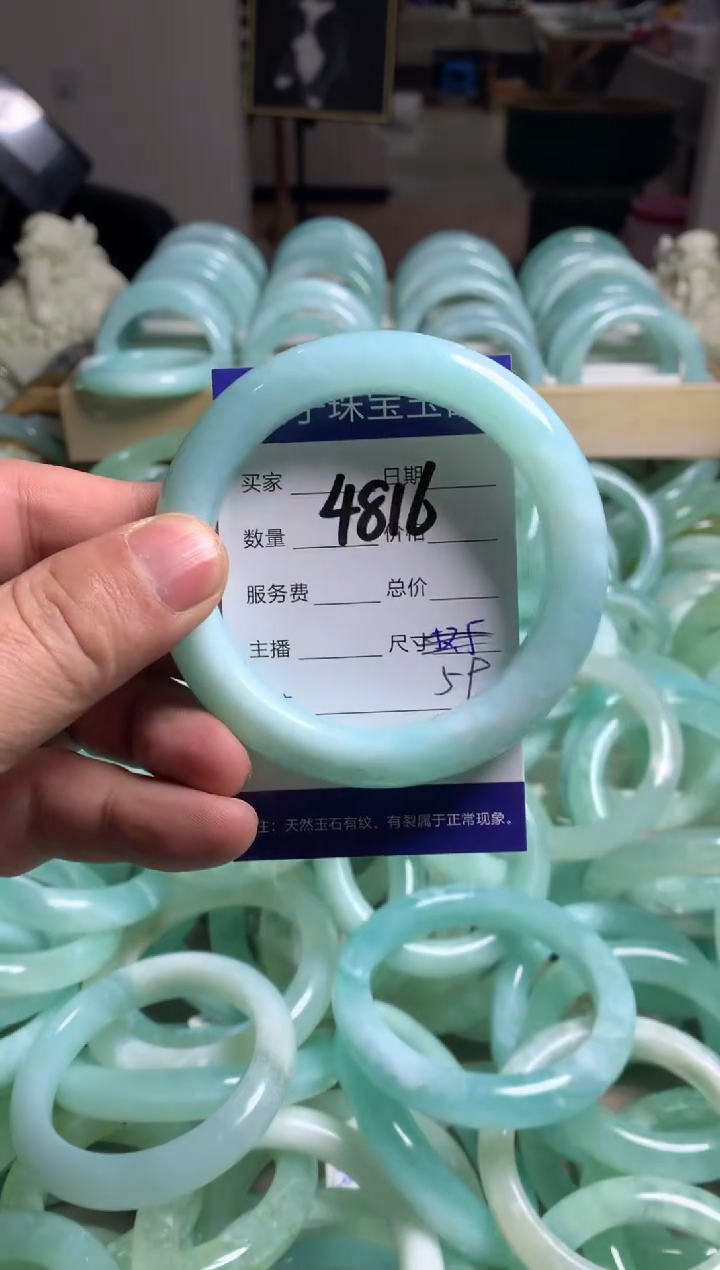 珠宝玉
买家 日期
4816
数量 价格
服务费 总价
主播 尺寸
注：天然玉石有纹、有裂属于正常现象。